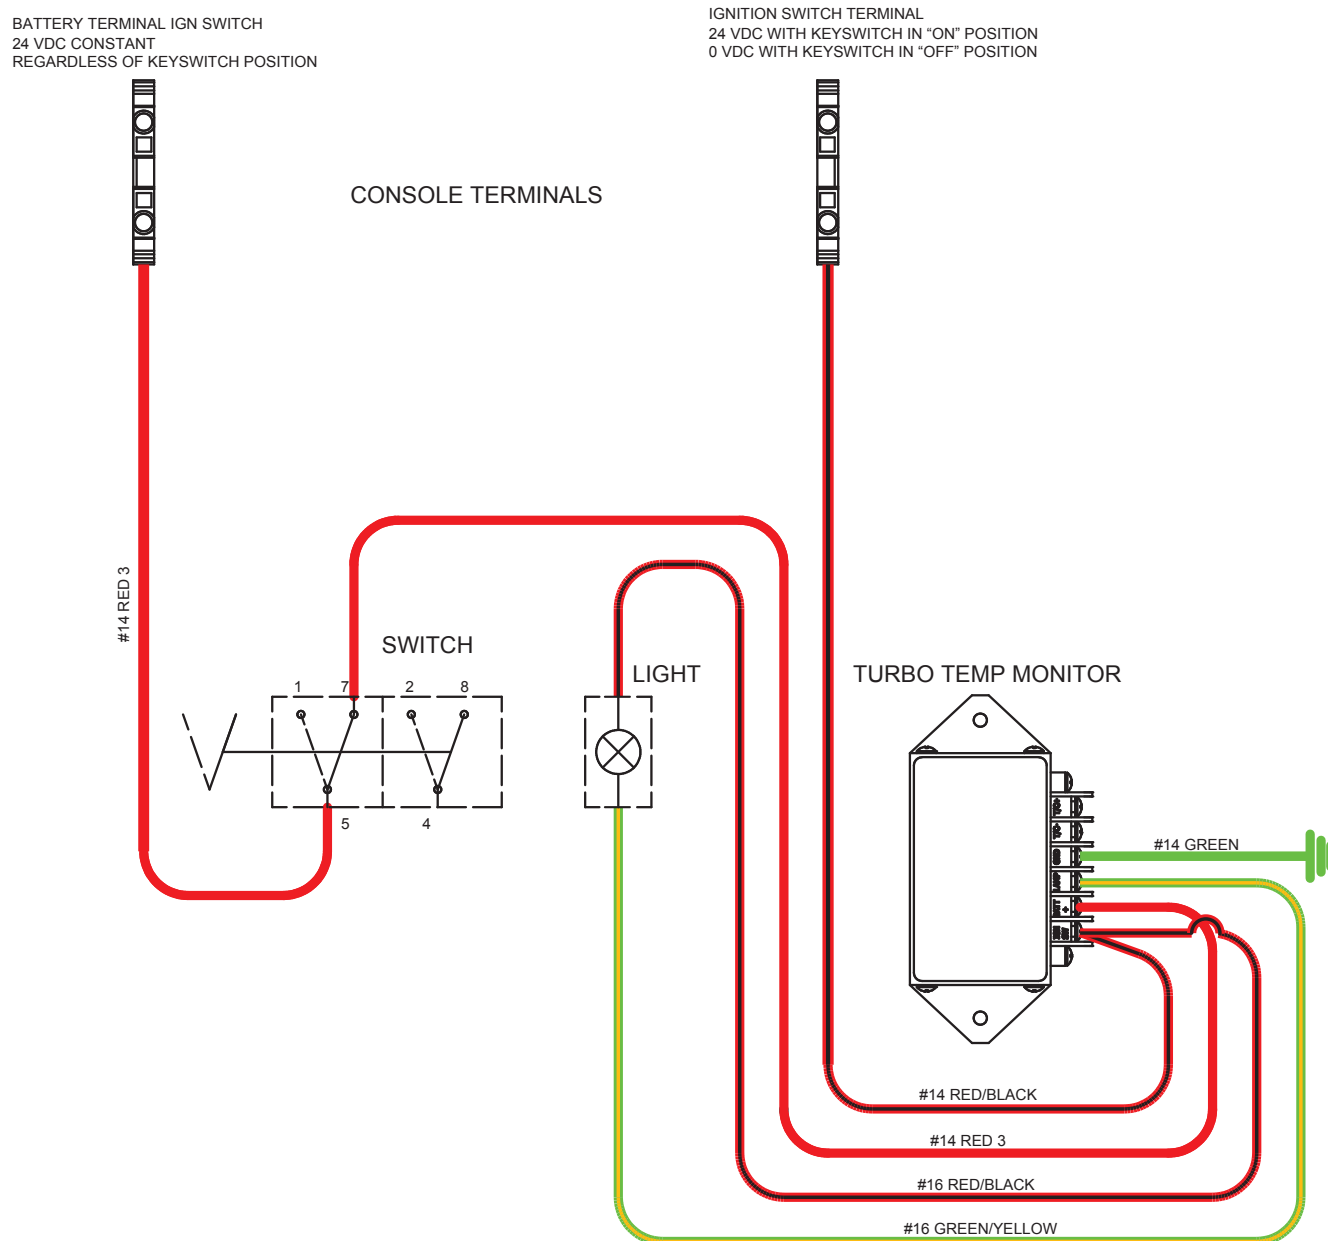 BATTERY TERMINAL IGN SWITCH
24 VDC CONSTANT
REGARDLESS OF KEYSWITCH POSITION
IGNITION SWITCH TERMINAL
24 VDC WITH KEYSWITCH IN “ON” POSITION
0 VDC WITH KEYSWITCH IN “OFF” POSITION
CONSOLE TERMINALS
#14 RED 3
SWITCH
1 7 2 8
5 4
LIGHT
TURBO TEMP MONITOR
GND
BATT
+
#14 GREEN
#14 RED/BLACK
#14 RED 3
#16 RED/BLACK
#16 GREEN/YELLOW